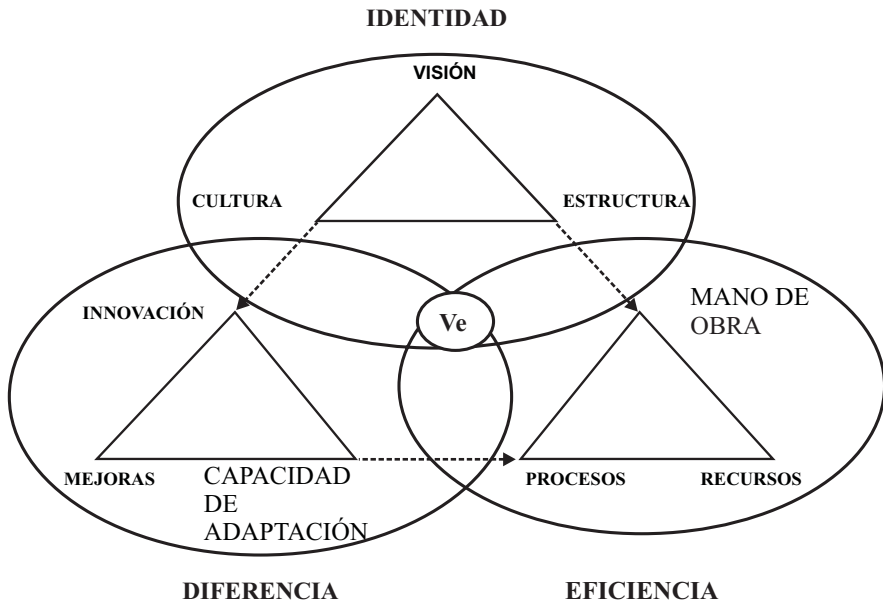 IDENTIDAD
VISIÓN
CULTURA
ESTRUCTURA
INNOVACIÓN
Ve
MANO DE
OBRA
MEJORAS
CAPACIDAD
DE
ADAPTACIÓN
PROCESOS
RECURSOS
DIFERENCIA
EFICIENCIA